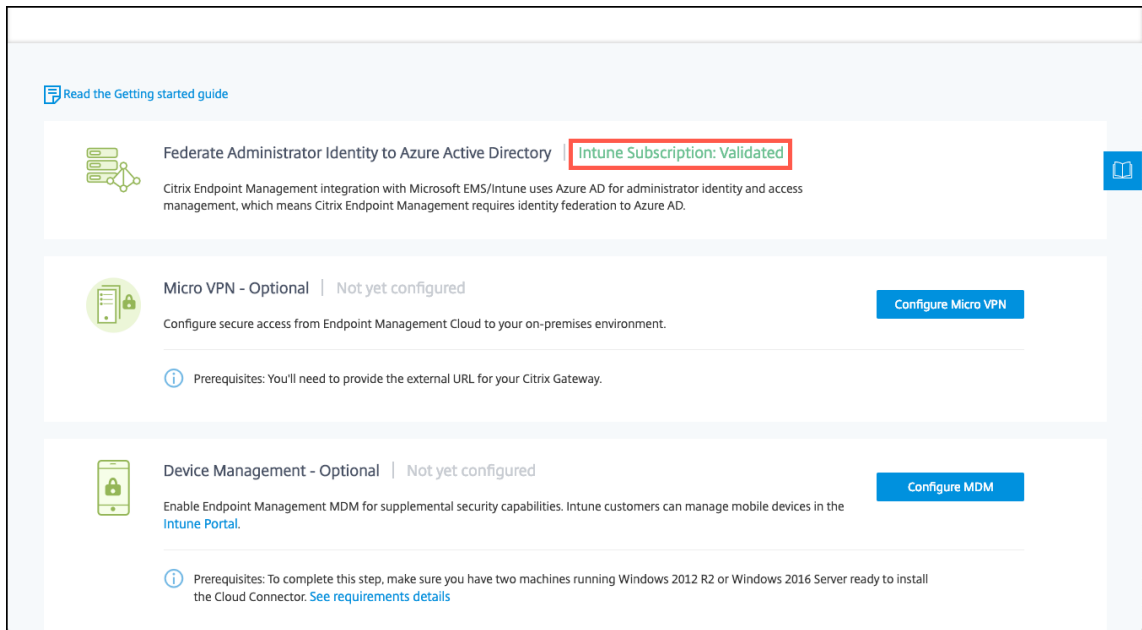 Read the Getting started guide
Federate Administrator Identity to Azure Active Directory | Intune Subscription: Validated
Citrix Endpoint Management integration with Microsoft EMS/Intune uses Azure AD for administrator identity and access
management, which means Citrix Endpoint Management requires identity federation to Azure AD.
Micro VPN - Optional | Not yet configured
Configure Micro VPN
Configure secure access from Endpoint Management Cloud to your on-premises environment.
Prerequisites: You'll need to provide the external URL for your Citrix Gateway.
Device Management - Optional | Not yet configured
Configure MDM
Enable Endpoint Management MDM for supplemental security capabilities. Intune customers can manage mobile devices in the
Intune Portal.
Prerequisites: To complete this step, make sure you have two machines running Windows 2012 R2 or Windows 2016 Server ready to install
the Cloud Connector. See requirements details